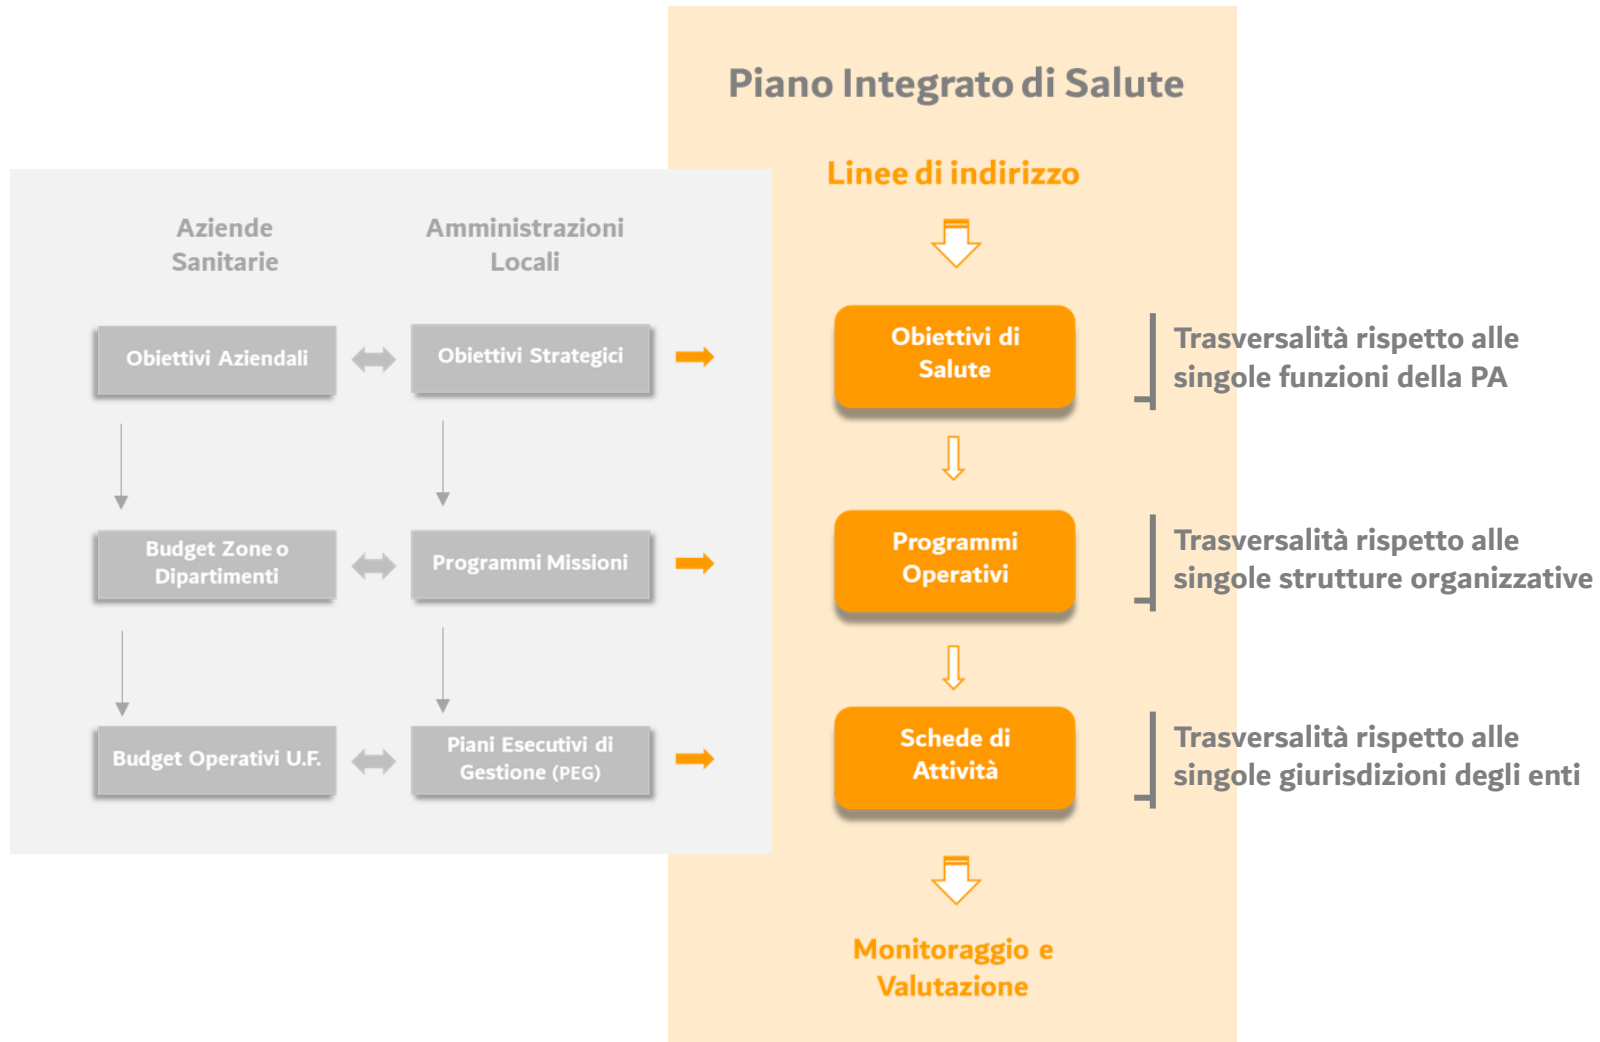 Piano Integrato di Salute
Linee di indirizzo
Aziende
Sanitarie
Amministrazioni
Locali
Obiettivi Aziendali
Obiettivi Strategici
Obiettivi di
Salute
Trasversalità rispetto alle
singole funzioni della PA
Budget Zone o
Dipartimenti
Programmi Missioni
Programmi
Operativi
Trasversalità rispetto alle
singole strutture organizzative
Budget Operativi U.F.
Piani Esecutivi di
Gestione (PEG)
Schede di
Attività
Trasversalità rispetto alle
singole giurisdizioni degli enti
Monitoraggio e
Valutazione